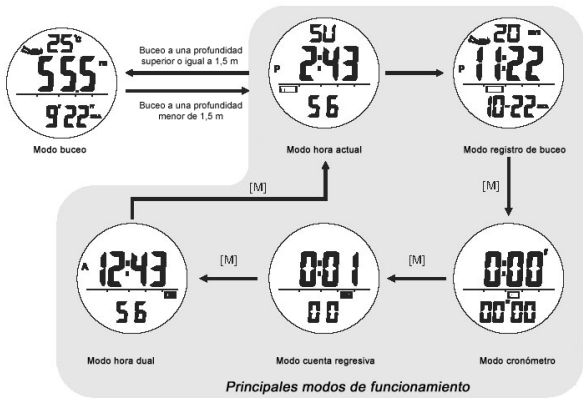 25°c
55.5 m
9'22"
Modo buceo
Buceo a una profundidad
superior o igual a 1,5 m
Buceo a una profundidad
menor de 1,5 m
SU
P 2:43
56
Modo hora actual
20
P 11:22
10-22
Modo registro de buceo
[M]
[M]
A 12:43
56
Modo hora dual
[M]
0:01
00
Modo cuenta regresiva
[M]
0:00'
00"00
Modo cronómetro
Principales modos de funcionamiento